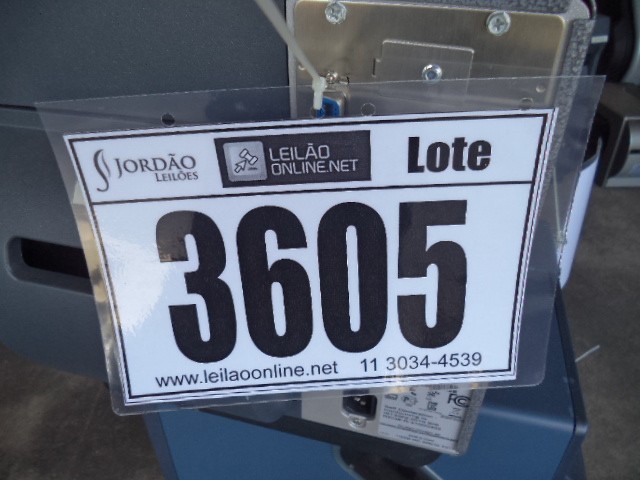 JORDÃO
LEILÕES
LEILÃO
ONLINE.NET
Lote
3605
www.leilaoonline.net 11 3034-4539